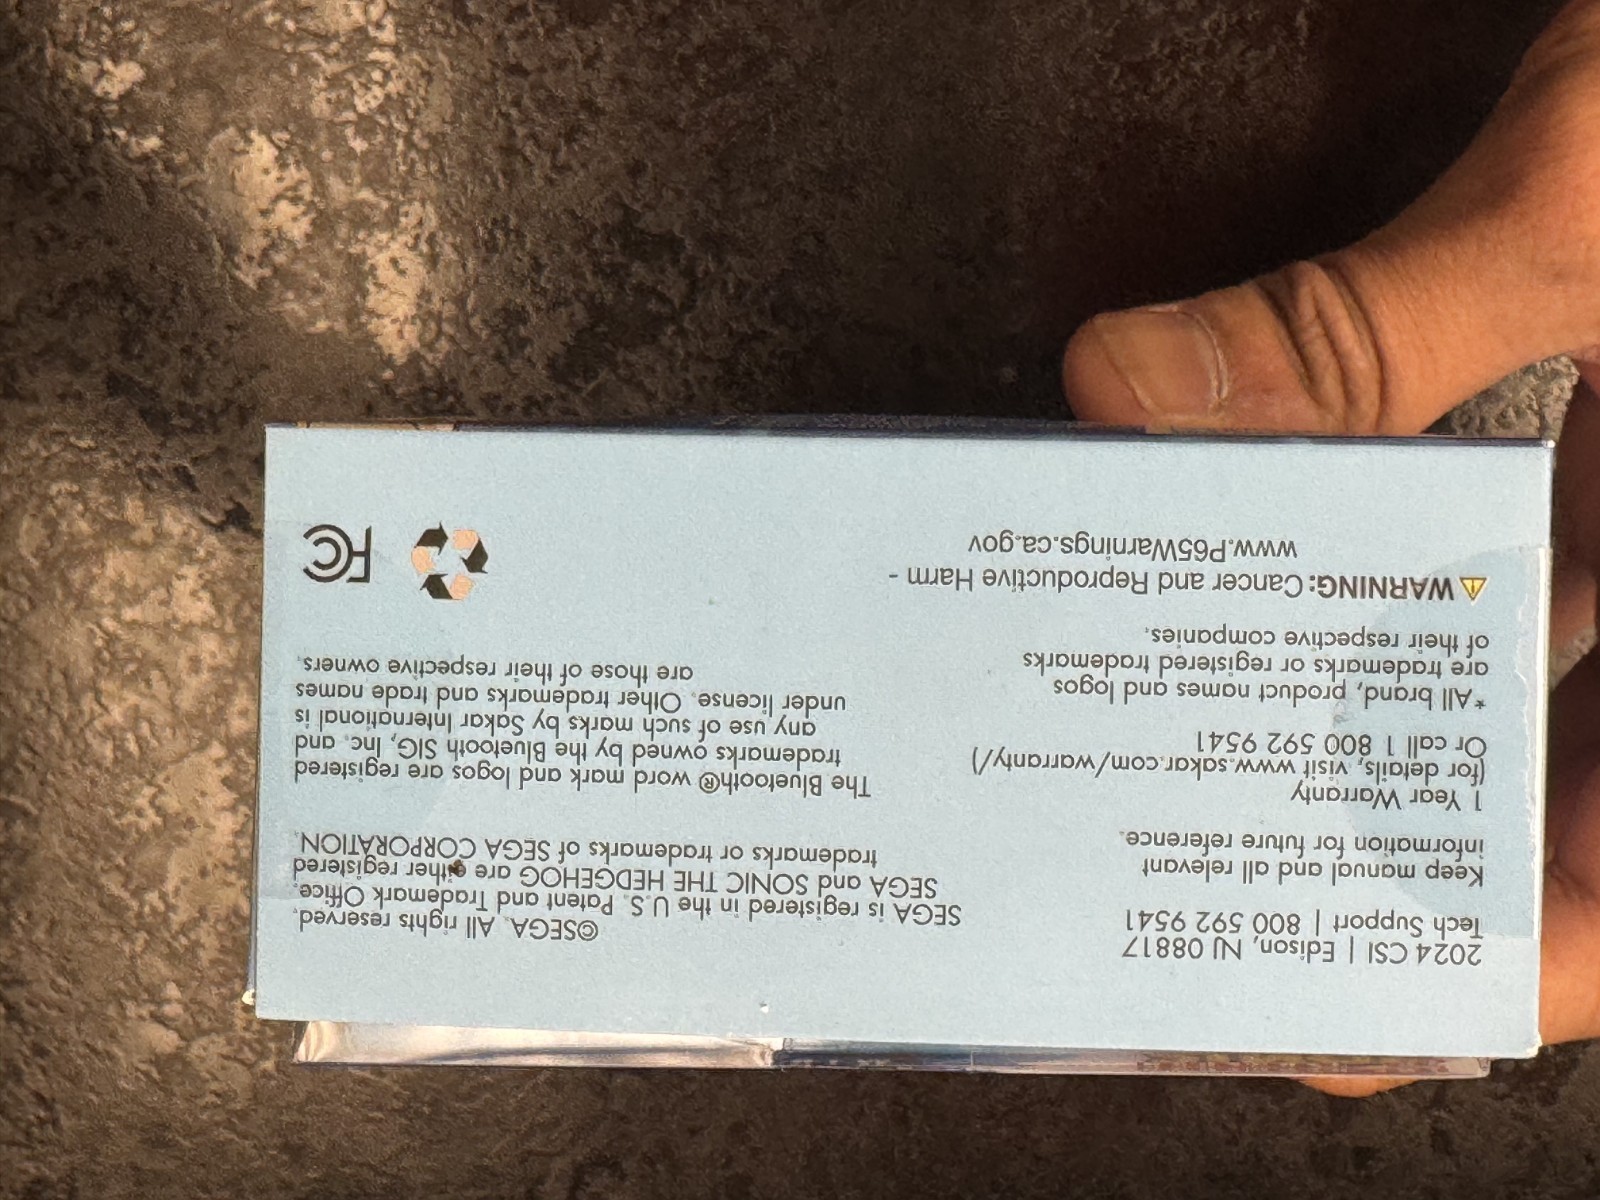 2024 CSI | Edison, NJ 08817
Tech Support | 800 592 9541
Keep manual and all relevant
information for future reference.
1 Year Warranty
(for details, visit www.sakar.com/warranty/)
Or call 1 800 592 9541
*All brand, product names and logos
are trademarks or registered trademarks
of their respective companies.
WARNING: Cancer and Reproductive Harm -
www.P65Warnings.ca.gov
©SEGA. All rights reserved.
SEGA is registered in the U.S. Patent and Trademark Office.
SEGA and SONIC THE HEDGEHOG are either registered
trademarks or trademarks of SEGA CORPORATION.
The Bluetooth® word mark and logos are registered
trademarks owned by the Bluetooth SIG, Inc. and
any use of such marks by Sakar International is
under license. Other trademarks and trade names
are those of their respective owners.
FC